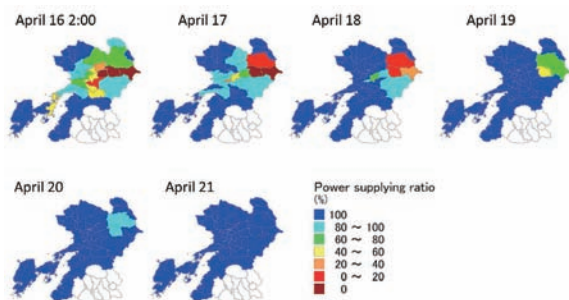 April 16 2:00
April 17
April 18
April 19
April 20
April 21
Power supplying ratio
(%)
100
80 ~ 100
60 ~ 80
40 ~ 60
20 ~ 40
0 ~ 20
0